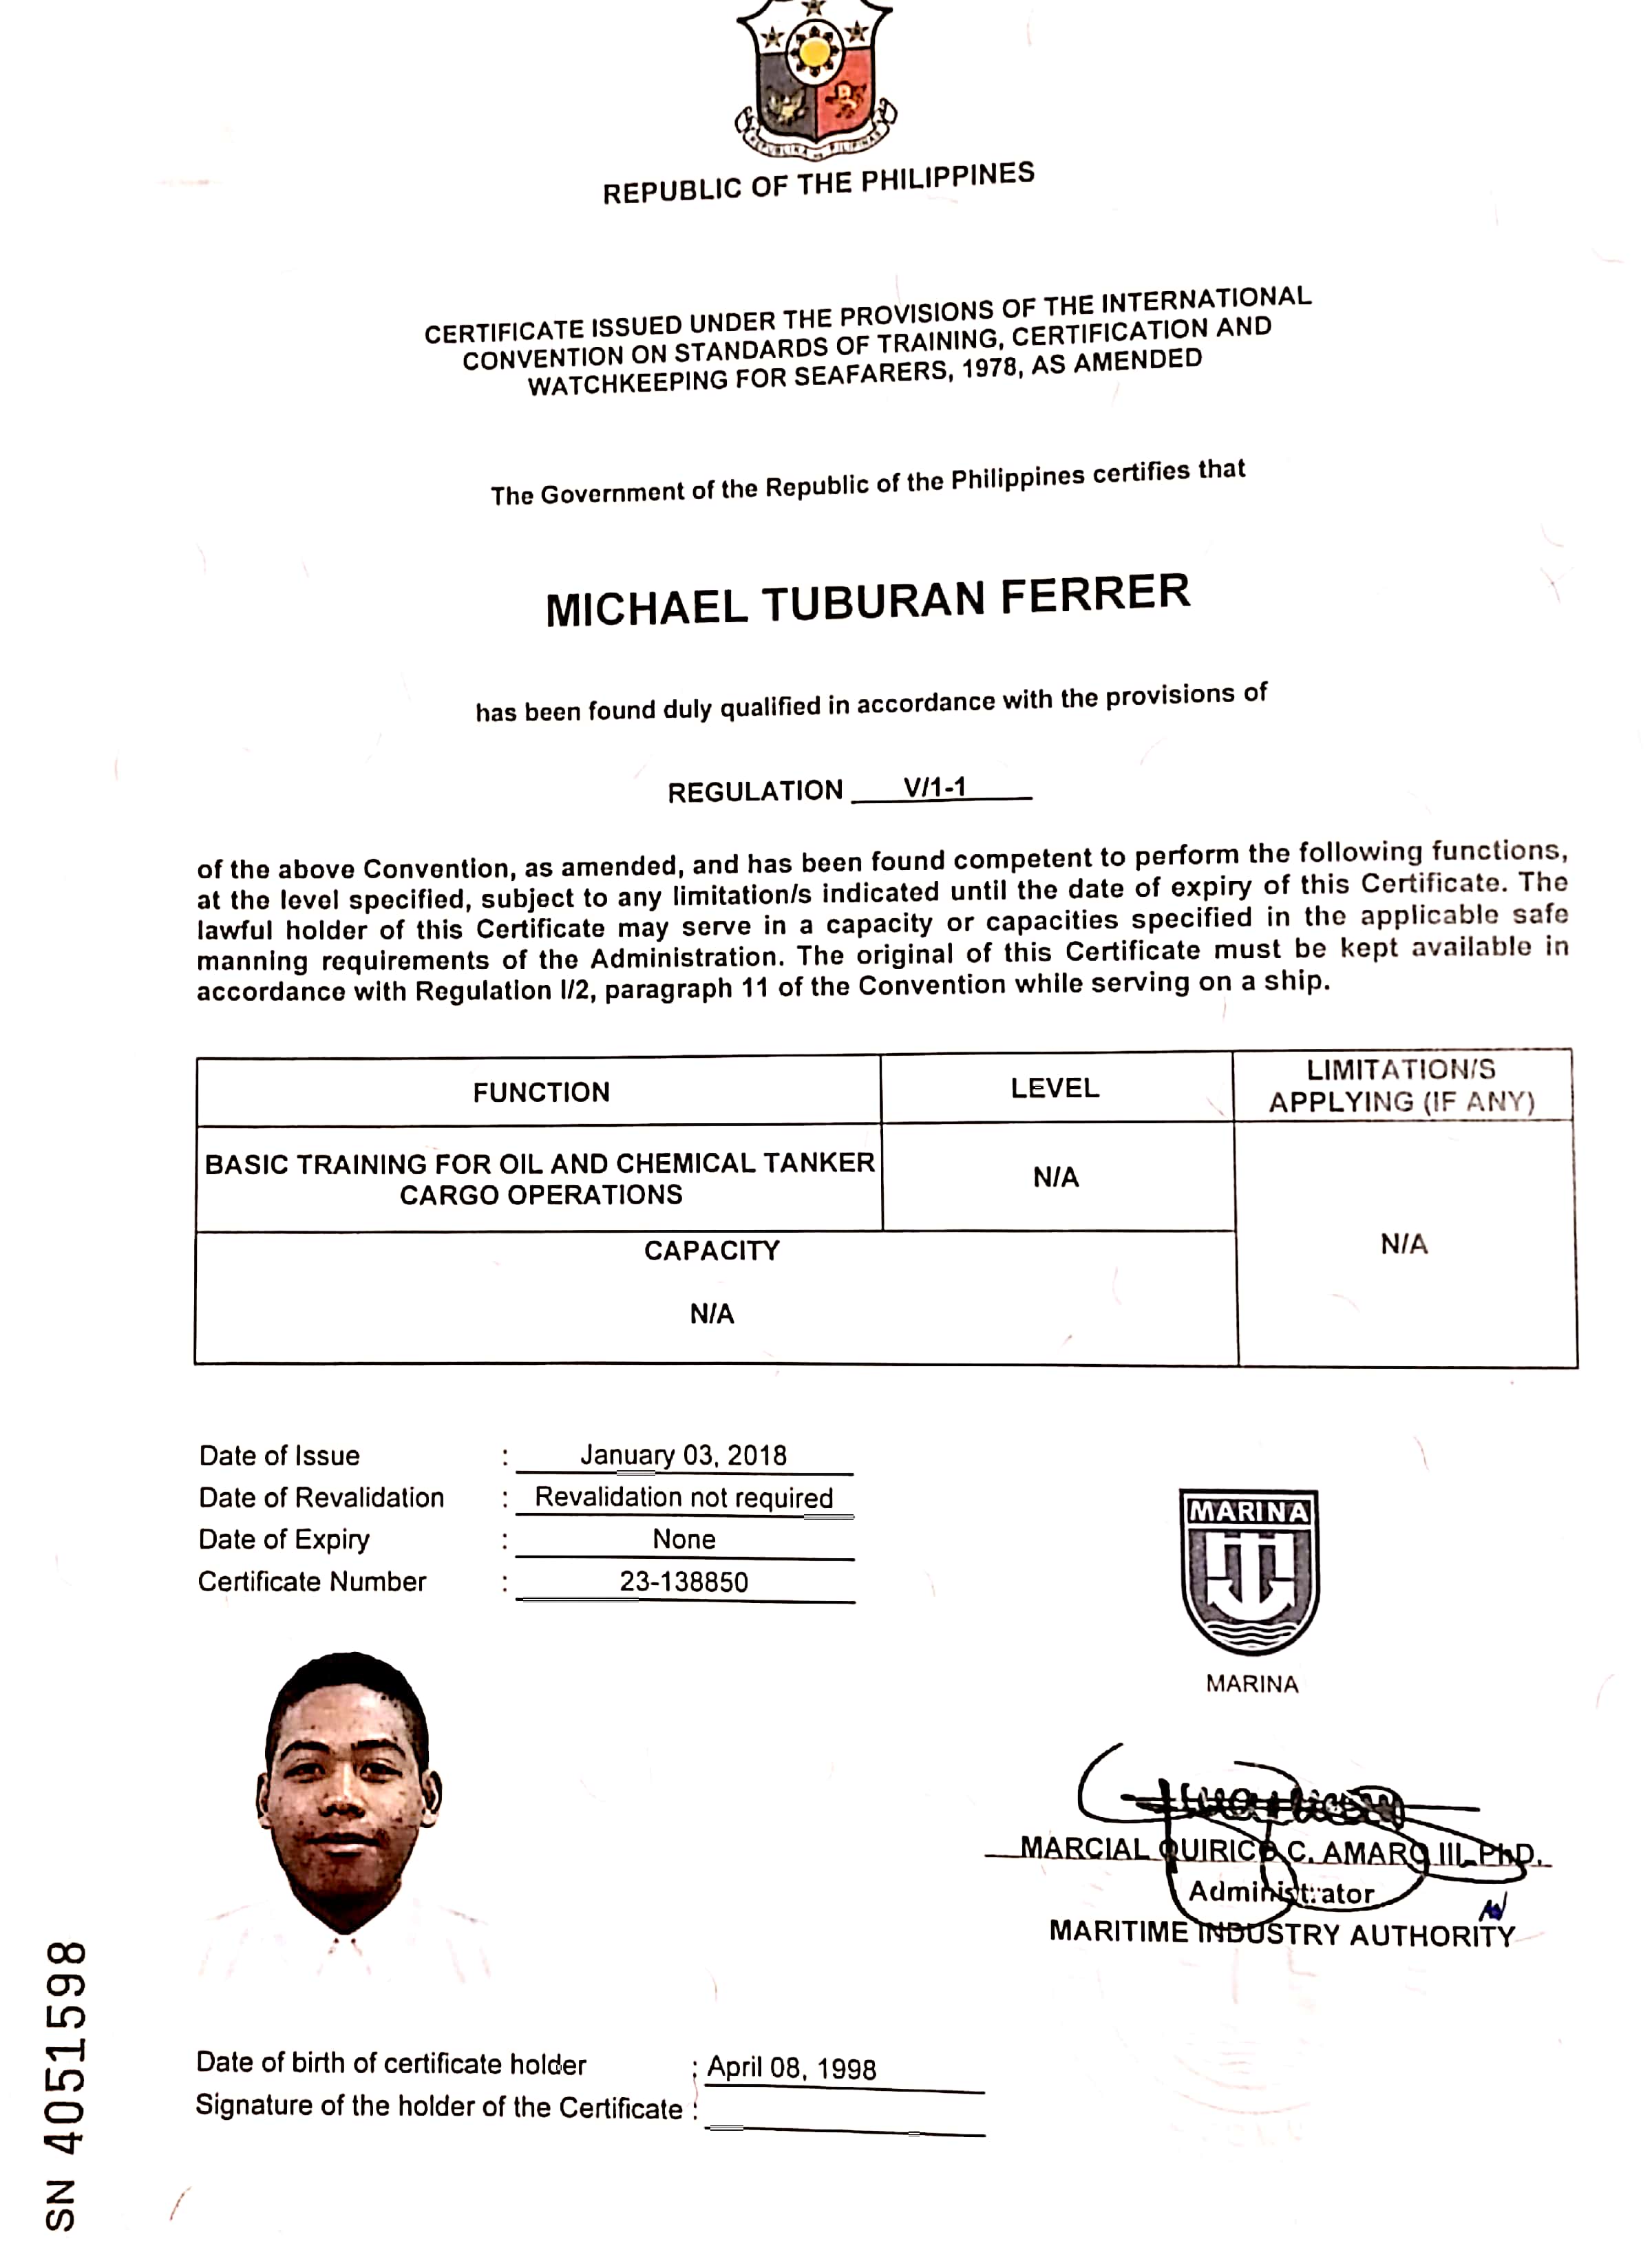 REPUBLIC OF THE PHILIPPINES
CERTIFICATE ISSUED UNDER THE PROVISIONS OF THE INTERNATIONAL
CONVENTION ON STANDARDS OF TRAINING, CERTIFICATION AND
WATCHKEEPING FOR SEAFARERS, 1978, AS AMENDED
The Government of the Republic of the Philippines certifies that
MICHAEL TUBURAN FERRER
has been found duly qualified in accordance with the provisions of
REGULATION V/1-1
of the above Convention, as amended, and has been found competent to perform the following functions,
at the level specified, subject to any limitation/s indicated until the date of expiry of this Certificate. The
lawful holder of this Certificate may serve in a capacity or capacities specified in the applicable safe
manning requirements of the Administration. The original of this Certificate must be kept available in
accordance with Regulation I/2, paragraph 11 of the Convention while serving on a ship.
FUNCTION LEVEL LIMITATION/S
APPLYING (IF ANY)
BASIC TRAINING FOR OIL AND CHEMICAL TANKER
CARGO OPERATIONS
N/A
N/A
CAPACITY
N/A
Date of Issue : January 03, 2018
Date of Revalidation : Revalidation not required
Date of Expiry : None
Certificate Number : 23-138850
MARINA
MARINA
MARCIAL QUIRICO C. AMARO III, PhD.
Administrator
MARITIME INDUSTRY AUTHORITY
Date of birth of certificate holder : April 08, 1998
Signature of the holder of the Certificate :
SN 4051598